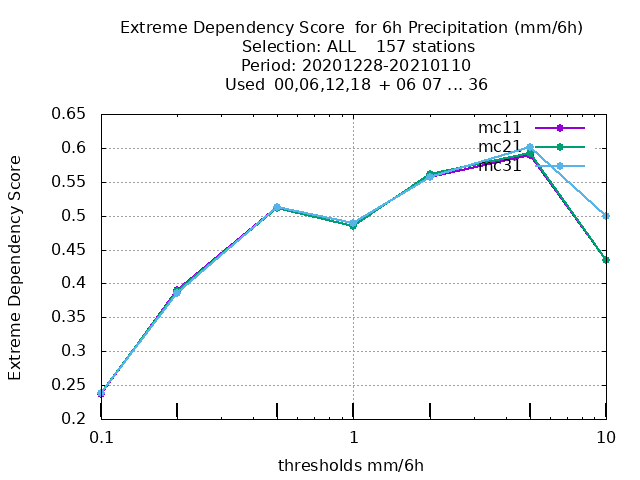 Extreme Dependency Score  for 6h Precipitation (mm/6h)
Selection: ALL    157 stations
Period: 20201228-20210110
Used  00,06,12,18  + 06 07 ... 36
Extreme Dependency Score
0.65
0.6
0.55
0.5
0.45
0.4
0.35
0.3
0.25
0.2
mc11
mc21
mc31
0.1
1
10
thresholds mm/6h